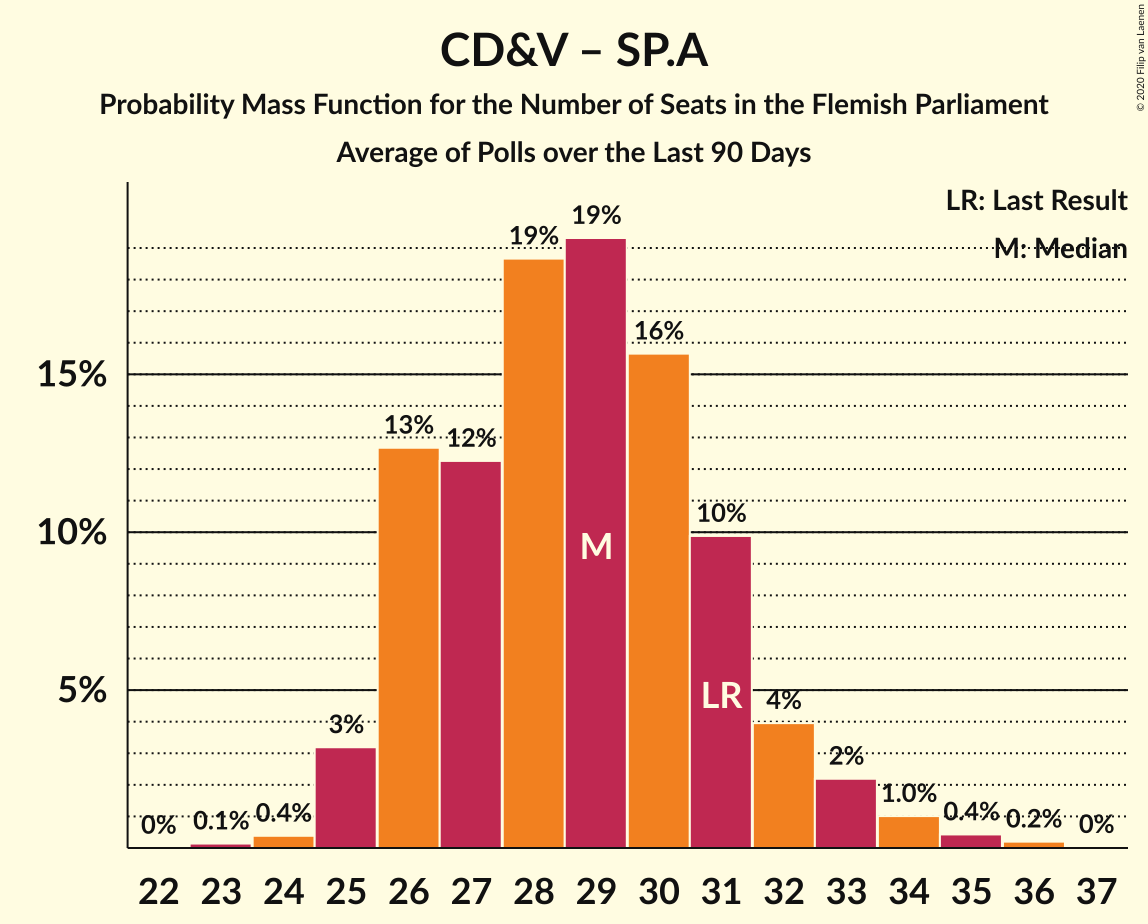 CD&V – SP.A
Probability Mass Function for the Number of Seats in the Flemish Parliament
Average of Polls over the Last 90 Days
© 2020 Filip van Laenen
LR: Last Result
M: Median
15%
10%
5%
0%
0.1%
0.4%
3%
13%
12%
19%
19%
16%
10%
4%
2%
1.0%
0.4%
0.2%
0%
M
LR
22 23 24 25 26 27 28 29 30 31 32 33 34 35 36 37